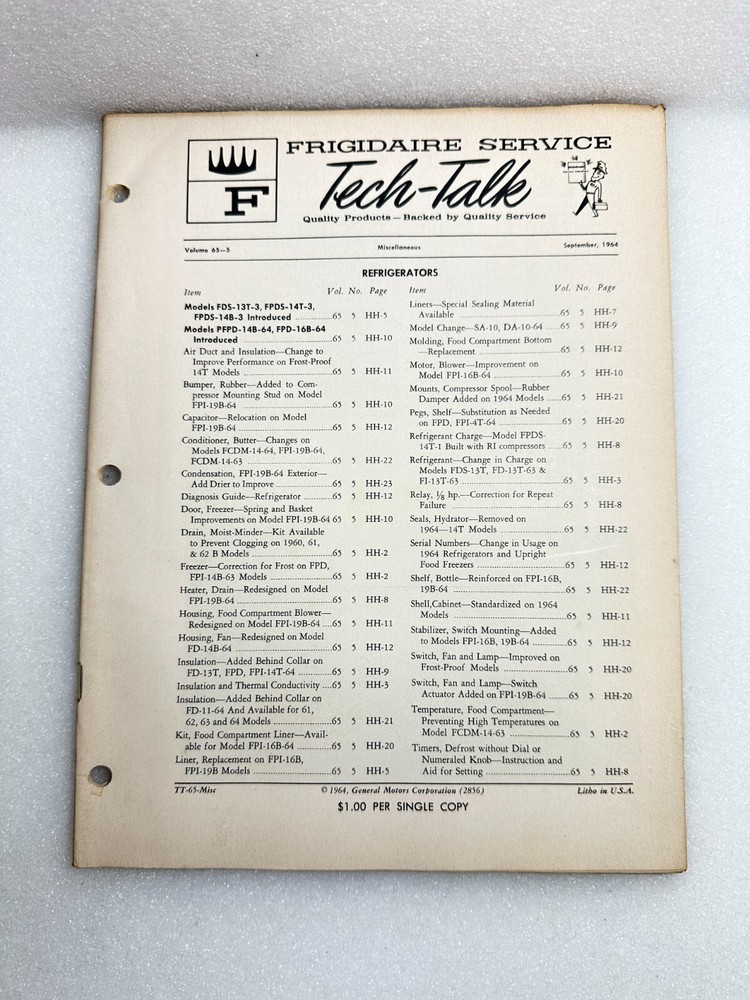 F
FRIGIDAIRE SERVICE
Tech-Talk
Quality Products — Backed by Quality Service
Volume 65—5 Miscellaneous September, 1964
REFRIGERATORS
Item Vol. No. Page
Models FDS-13T-3, FPDS-14T-3,
FPDS-14B-3 Introduced ..........65 5 HH-5
Models PFPD-14B-64, FPD-16B-64
Introduced ..........65 5 HH-10
Air Duct and Insulation—Change to
Improve Performance on Frost-Proof
14T Models ..........65 5 HH-11
Bumper, Rubber—Added to Com-
pressor Mounting Stud on Model
FPI-19B-64 ..........65 5 HH-10
Capacitor—Relocation on Model
FPI-19B-64 ..........65 5 HH-12
Conditioner, Butter—Changes on
Models FCDM-14-64, FPI-19B-64,
FCDM-14-63 ..........65 5 HH-22
Condensation, FPI-19B-64 Exterior—
Add Drier to Improve ..........65 5 HH-23
Diagnosis Guide—Refrigerator ..........65 5 HH-12
Door, Freezer—Spring and Basket
Improvements on Model FPI-19B-64 65 5 HH-10
Drain, Moist-Minder—Kit Available
to Prevent Clogging on 1960, 61,
& 62 B Models ..........65 5 HH-2
Freezer—Correction for Frost on FPD,
FPI-14B-63 Models ..........65 5 HH-2
Heater, Drain—Redesigned on Model
FPI-19B-64 ..........65 5 HH-8
Housing, Food Compartment Blower—
Redesigned on Model FPI-19B-64 ....65 5 HH-11
Housing, Fan—Redesigned on Model
FD-14B-64 ..........65 5 HH-12
Insulation—Added Behind Collar on
FD-13T, FPD, FPI-14T-64 ..........65 5 HH-9
Insulation and Thermal Conductivity ....65 5 HH-3
Insulation—Added Behind Collar on
FD-11-64 And Available for 61,
62, 63 and 64 Models ..........65 5 HH-21
Kit, Food Compartment Liner—Avail-
able for Model FPI-16B-64 ..........65 5 HH-20
Liner, Replacement on FPI-16B,
FPI-19B Models ..........65 5 HH-5
Item Vol. No. Page
Liners—Special Sealing Material
Available ..........65 5 HH-7
Model Change—SA-10, DA-10-64 .....65 5 HH-9
Molding, Food Compartment Bottom
—Replacement ..........65 5 HH-12
Motor, Blower—Improvement on
Model FPI-16B-64 ..........65 5 HH-10
Mounts, Compressor Spool—Rubber
Damper Added on 1964 Models .....65 5 HH-21
Pegs, Shelf—Substitution as Needed
on FPD, FPI-4T-64 ..........65 5 HH-20
Refrigerant Charge—Model FPDS-
14T-1 Built with RI compressors ....65 5 HH-8
Refrigerant—Change in Charge on
Models FDS-13T, FD-13T-63 &
FI-13T-63 ..........65 5 HH-3
Relay, ⅛ hp.—Correction for Repeat
Failure ..........65 5 HH-8
Seals, Hydrator—Removed on
1964—14T Models ..........65 5 HH-22
Serial Numbers—Change in Usage on
1964 Refrigerators and Upright
Food Freezers ..........65 5 HH-12
Shelf, Bottle—Reinforced on FPI-16B,
19B-64 ..........65 5 HH-22
Shell,Cabinet—Standardized on 1964
Models ..........65 5 HH-11
Stabilizer, Switch Mounting—Added
to Models FPI-16B, 19B-64 ..........65 5 HH-12
Switch, Fan and Lamp—Improved on
Frost-Proof Models ..........65 5 HH-20
Switch, Fan and Lamp—Switch
Actuator Added on FPI-19B-64 .......65 5 HH-20
Temperature, Food Compartment—
Preventing High Temperatures on
Model FCDM-14-63 ..........65 5 HH-2
Timers, Defrost without Dial or
Numeraled Knob—Instruction and
Aid for Setting ..........65 5 HH-8
TT-65-Misc © 1964, General Motors Corporation (2856) Litho in U.S.A.
$1.00 PER SINGLE COPY